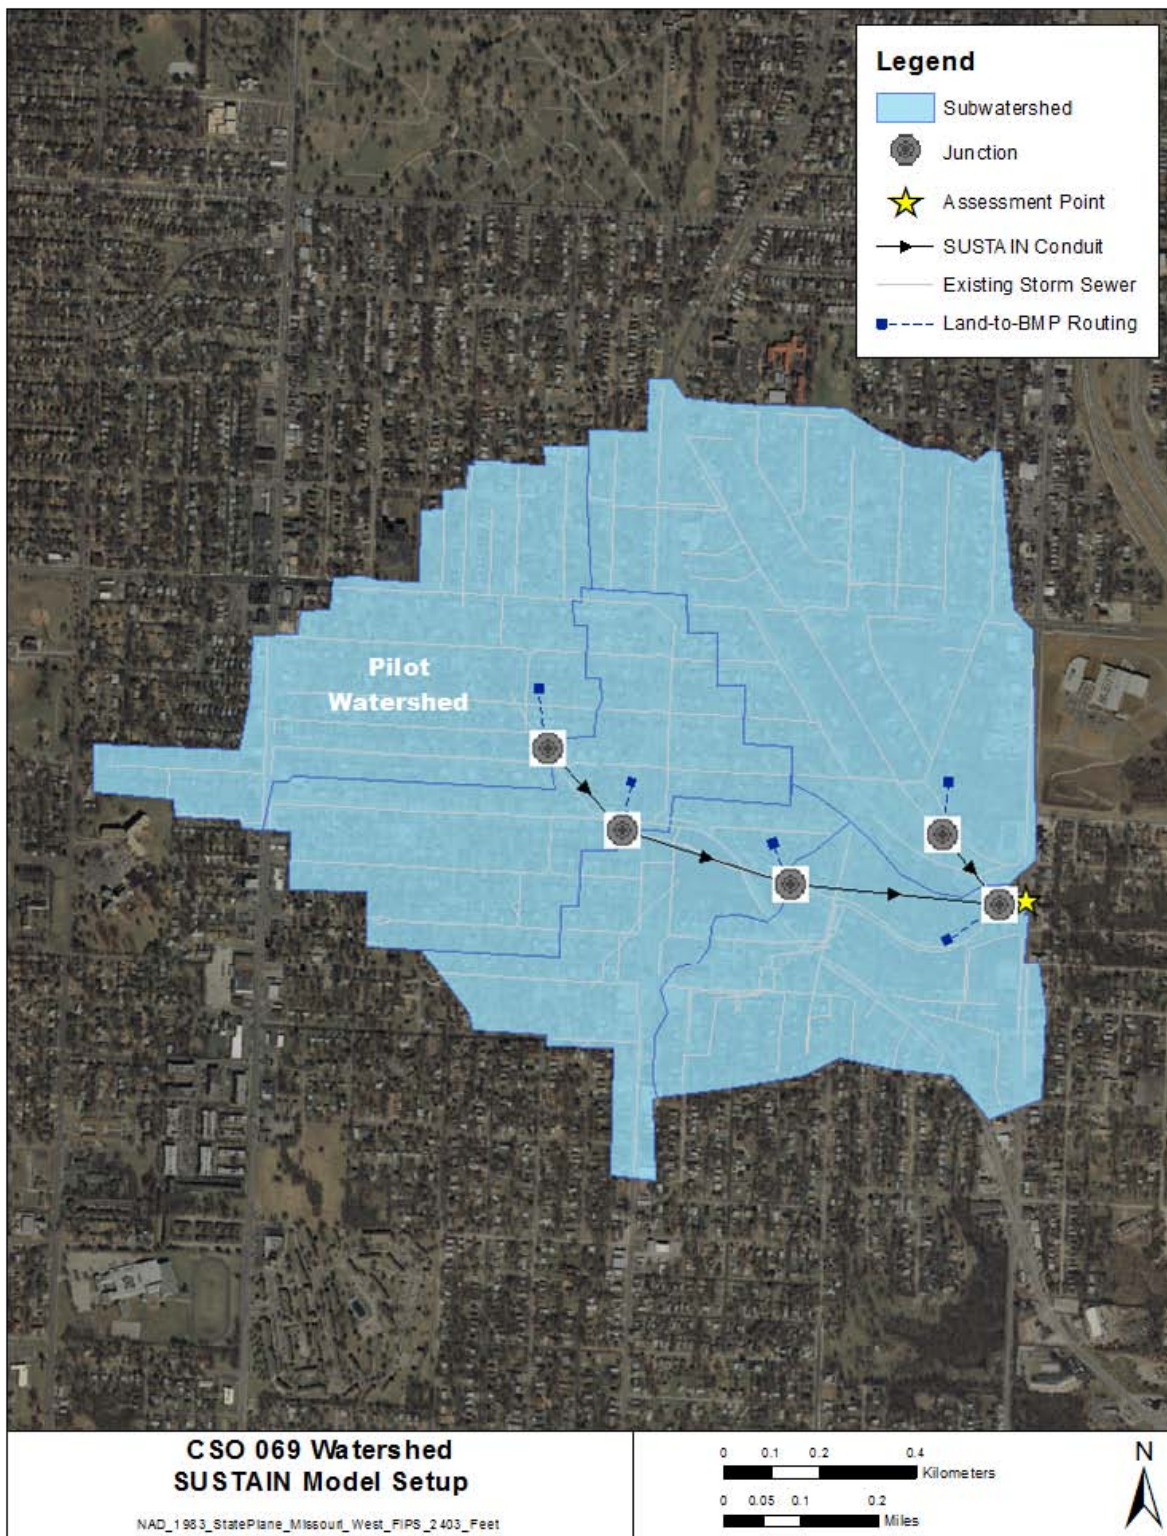 Legend
Subwatershed
Junction
Assessment Point
SUSTAIN Conduit
Existing Storm Sewer
Land-to-BMP Routing
Pilot
Watershed
CSO 069 Watershed
SUSTAIN Model Setup
NAD_1983_StatePlane_Missouri_West_FIPS_2403_Feet
0 0.1 0.2 0.4
Kilometers
0 0.05 0.1 0.2
Miles
N